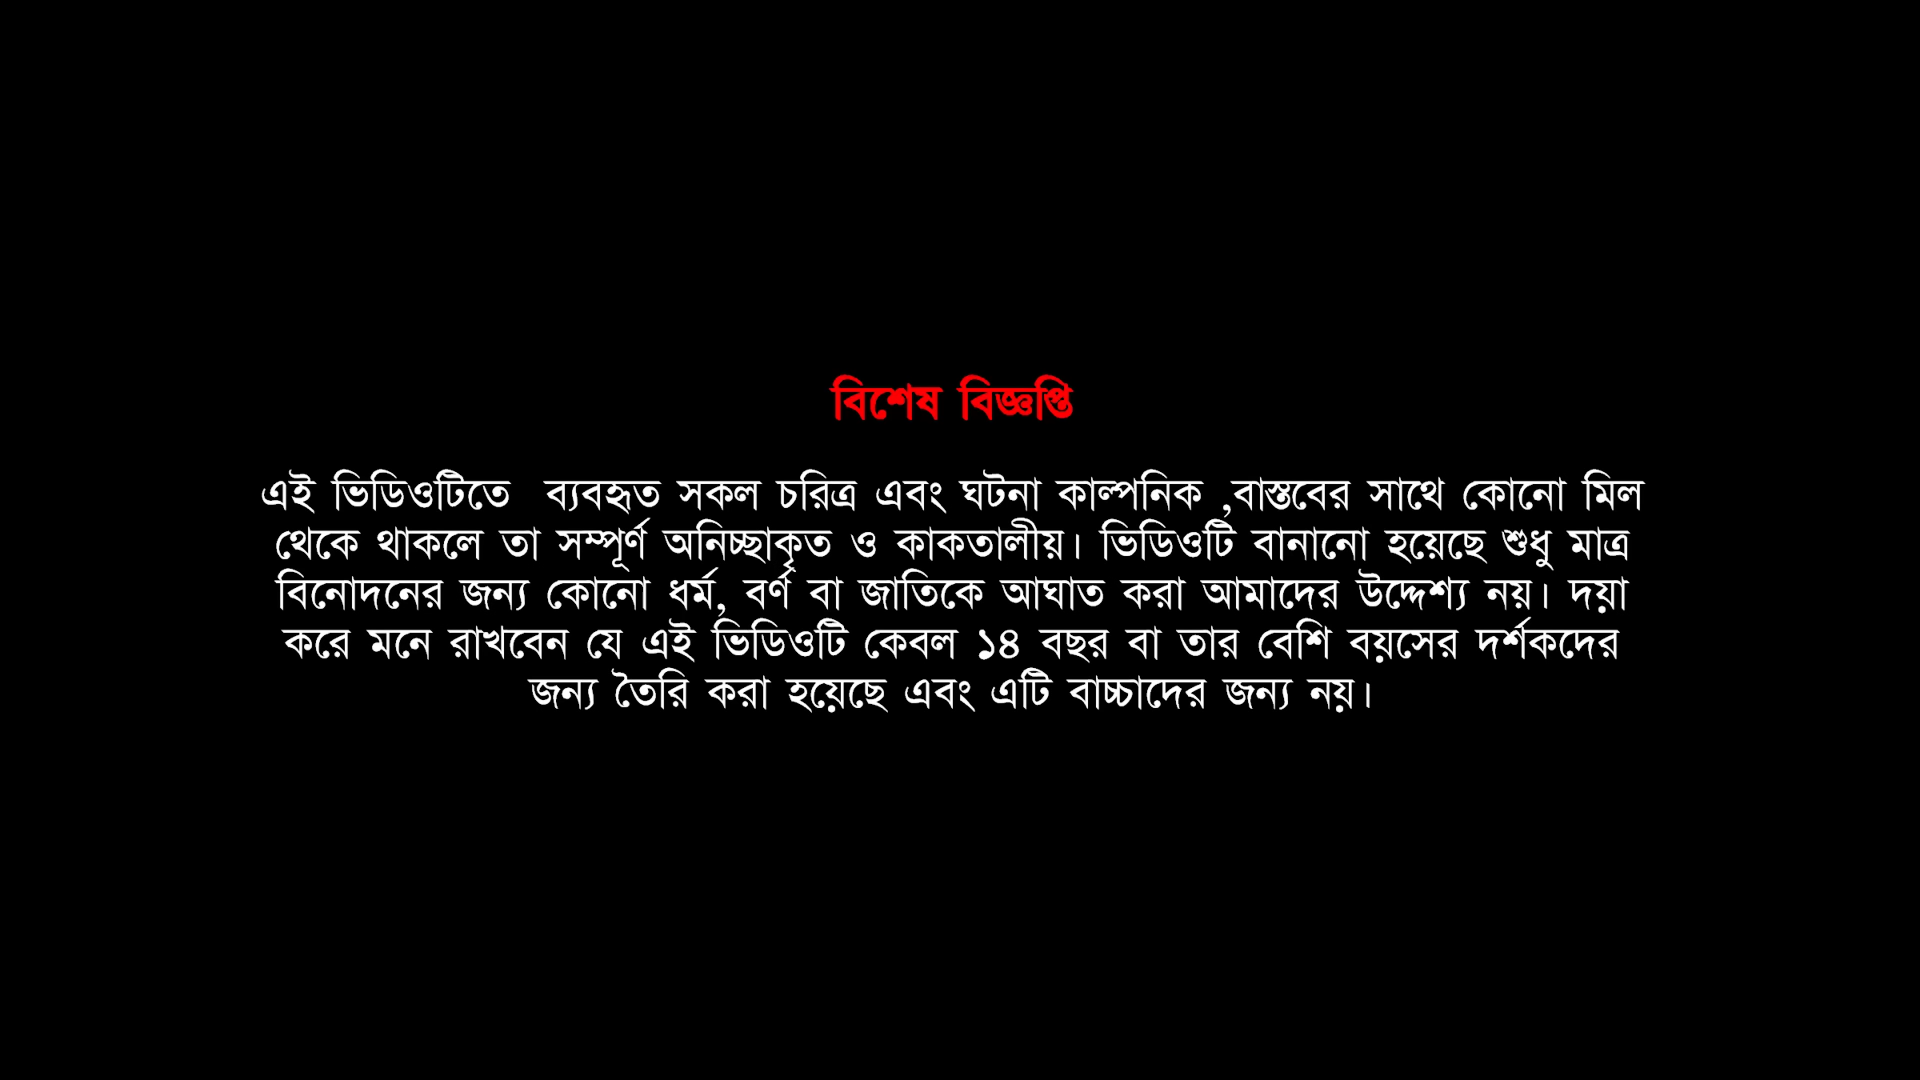 বিশেষ বিজ্ঞপ্তি
এই ভিডিওটিতে  ব্যবহৃত সকল চরিত্র এবং ঘটনা কাল্পনিক ,বাস্তবের সাথে কোনো মিল
থেকে থাকলে তা সম্পূর্ণ অনিচ্ছাকৃত ও কাকতালীয়। ভিডিওটি বানানো হয়েছে শুধু মাত্র
বিনোদনের জন্য কোনো ধর্ম, বর্ণ বা জাতিকে আঘাত করা আমাদের উদ্দেশ্য নয়। দয়া
করে মনে রাখবেন যে এই ভিডিওটি কেবল ১৪ বছর বা তার বেশি বয়সের দর্শকদের
জন্য তৈরি করা হয়েছে এবং এটি বাচ্চাদের জন্য নয়।